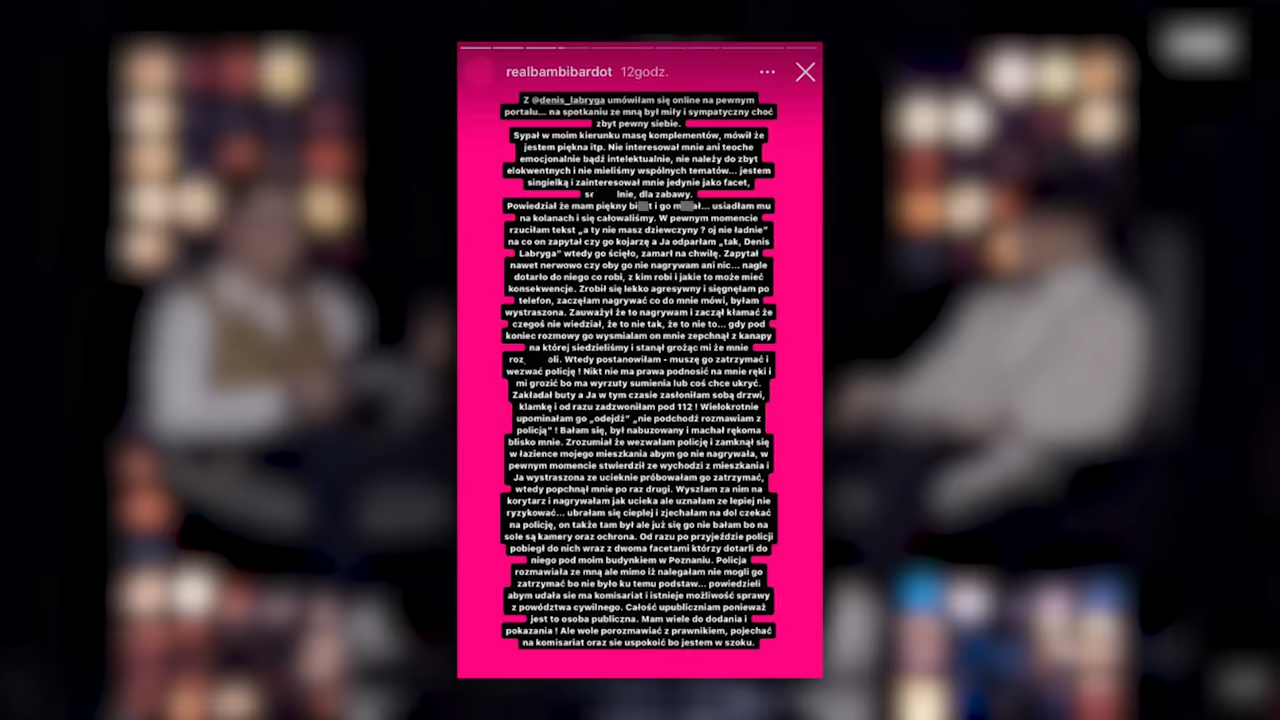 realbambibardot 12godz.
Z @denis_labryga umówiłam się online na pewnym
portalu... na spotkaniu ze mną był miły i sympatyczny choć
zbyt pewny siebie.
Sypał w moim kierunku masę komplementów, mówił że
jestem piękna itp. Nie interesował mnie ani teoche
emocjonalnie bądź intelektualnie, nie należy do zbyt
elokwentnych i nie mieliśmy wspólnych tematów... jestem
singielką i zainteresował mnie jedynie jako facet,
dla zabawy.
Powiedział że mam piękny i go usiadłam mu
na kolanach i się całowaliśmy. W pewnym momencie
rzuciłam tekst „a ty nie masz dziewczyny ? oj nie ładnie"
na co on zapytał czy go kojarzę a Ja odparłam „tak, Denis
Labryga" wtedy go ścięło, zamarł na chwilę. Zapytał
nawet nerwowo czy oby go nie nagrywam ani nic... nagle
dotarło do niego co robi, z kim robi i jakie to może mieć
konsekwencje. Zrobił się lekko agresywny i sięgnęłam po
telefon, zaczęłam nagrywać co do mnie mówi, byłam
wystraszona. Zauważył że to nagrywam i zaczął kłamać że
czegoś nie wiedział, że to nie tak, że to nie to... gdy pod
koniec rozmowy go wysmialam on mnie zepchnął z kanapy
na której siedzieliśmy i stanął grożąc mi że mnie
Wtedy postanowiłam - muszę go zatrzymać i
wezwać policję ! Nikt nie ma prawa podnosić na mnie ręki i
mi grozić bo ma wyrzuty sumienia lub coś chce ukryć.
Zakładał buty a Ja w tym czasie zasłoniłam sobą drzwi,
klamkę i od razu zadzwoniłam pod 112 ! Wielokrotnie
upominałam go „odejdź" „nie podchodź rozmawiam z
policją" ! Bałam się, był nabuzowany i machał rękoma
blisko mnie. Zrozumiał że wezwałam policję i zamknął się
w łazience mojego mieszkania abym go nie nagrywała, w
pewnym momencie stwierdził ze wychodzi z mieszkania i
Ja wystraszona ze ucieknie próbowałam go zatrzymać,
wtedy popchnął mnie po raz drugi. Wyszłam za nim na
korytarz i nagrywałam jak ucieka ale uznałam ze lepiej nie
ryzykować... ubrałam się cieplej i zjechałam na dol czekać
na policję, on także tam był ale już się go nie bałam bo na
sole są kamery oraz ochrona. Od razu po przyjeździe policji
pobiegł do nich wraz z dwoma facetami którzy dotarli do
niego pod moim budynkiem w Poznaniu. Policja
rozmawiała ze mną ale mimo iż nalegałam nie mogli go
zatrzymać bo nie było ku temu podstaw... powiedzieli
abym udała sie ma komisariat i istnieje możliwość sprawy
z powództwa cywilnego. Całość upubliczniam ponieważ
jest to osoba publiczna. Mam wiele do dodania i
pokazania ! Ale wole porozmawiać z prawnikiem, pojechać
na komisariat oraz sie uspokoić bo jestem w szoku.